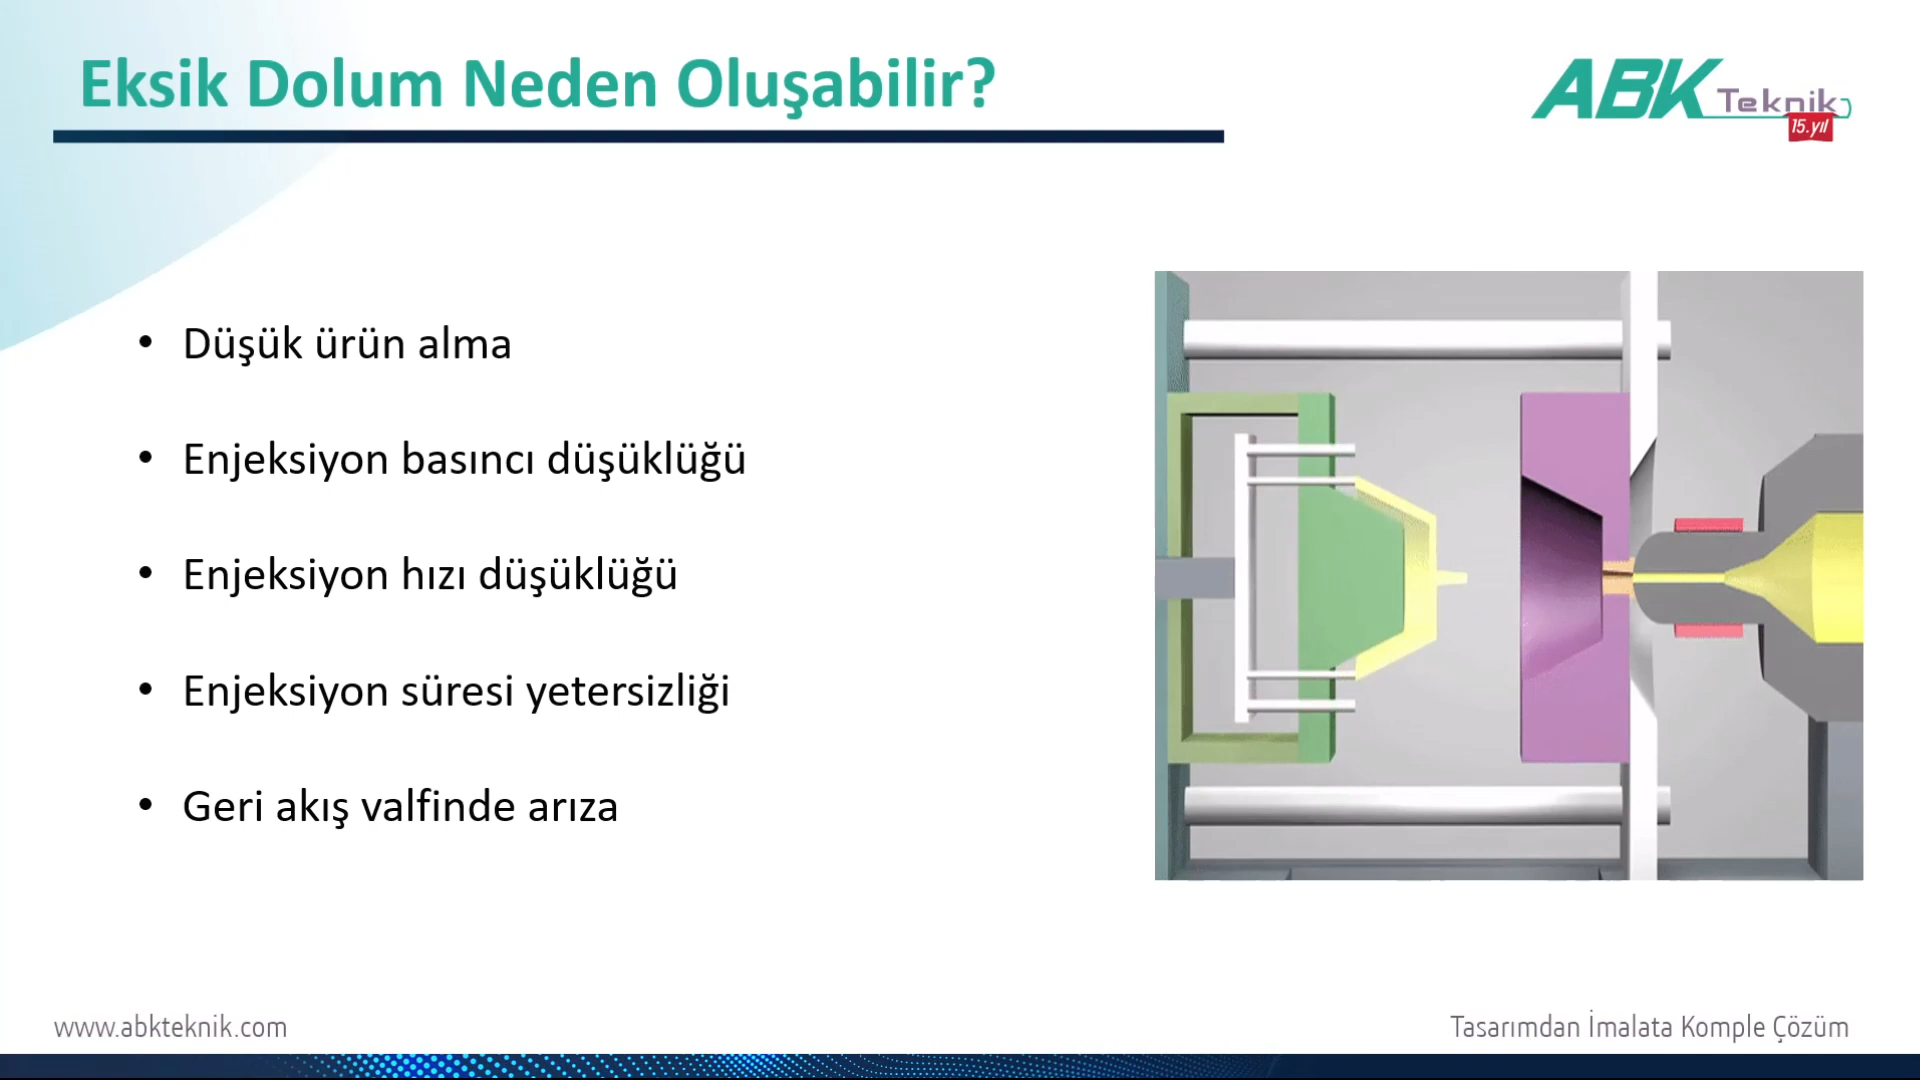 Eksik Dolum Neden Oluşabilir?
ABK Teknik
15.yıl
• Düşük ürün alma
• Enjeksiyon basıncı düşüklüğü
• Enjeksiyon hızı düşüklüğü
• Enjeksiyon süresi yetersizliği
• Geri akış valfinde arıza
www.abkteknik.com
Tasarımdan İmalata Komple Çözüm